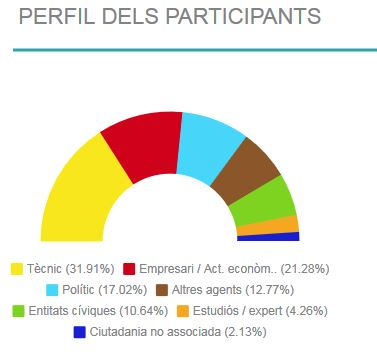 PERFIL DELS PARTICIPANTS
Tècnic (31.91%) Empresari / Act. econòm.. (21.28%)
Polític (17.02%) Altres agents (12.77%)
Entitats cíviques (10.64%) Estudiós / expert (4.26%)
Ciutadania no associada (2.13%)